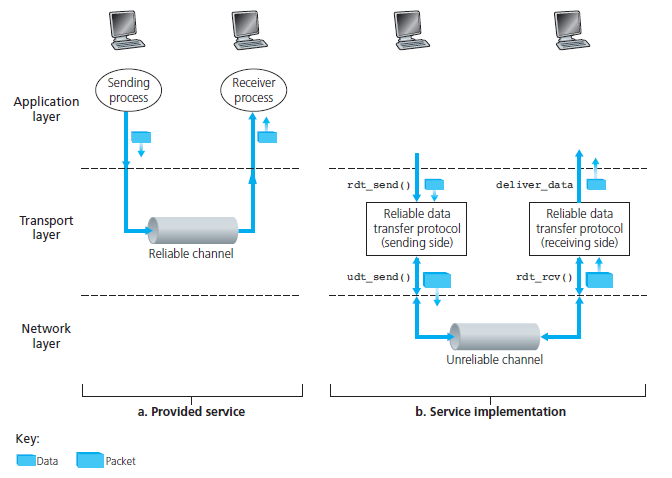 Sending
process
Receiver
process
Application
layer
rdt_send()
deliver_data
Transport
layer
Reliable channel
Reliable data
transfer protocol
(sending side)
Reliable data
transfer protocol
(receiving side)
udt_send()
rdt_rcv()
Network
layer
Unreliable channel
a. Provided service
b. Service implementation
Key:
Data
Packet